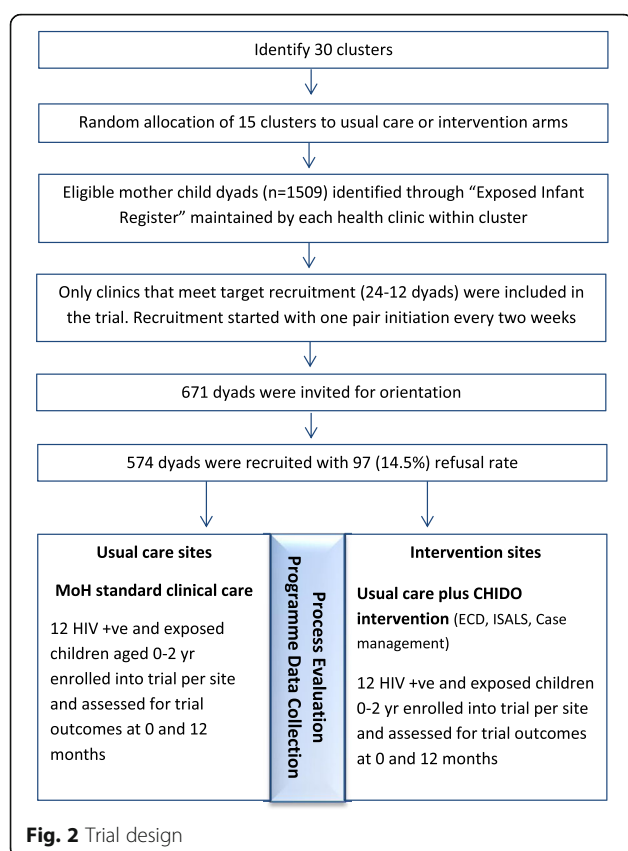 Identify 30 clusters
Random allocation of 15 clusters to usual care or intervention arms
Eligible mother child dyads (n=1509) identified through “Exposed Infant
Register” maintained by each health clinic within cluster
Only clinics that meet target recruitment (24-12 dyads) were included in
the trial. Recruitment started with one pair initiation every two weeks
671 dyads were invited for orientation
574 dyads were recruited with 97 (14.5%) refusal rate
Usual care sites
MoH standard clinical care
12 HIV +ve and exposed
children aged 0-2 yr
enrolled into trial per site
and assessed for trial
outcomes at 0 and 12
months
Process Evaluation
Programme Data Collection
Intervention sites
Usual care plus CHIDO
intervention (ECD, ISALS, Case
management)
12 HIV +ve and exposed children
0-2 yr enrolled into trial per site
and assessed for trial outcomes
at 0 and 12 months
Fig. 2 Trial design